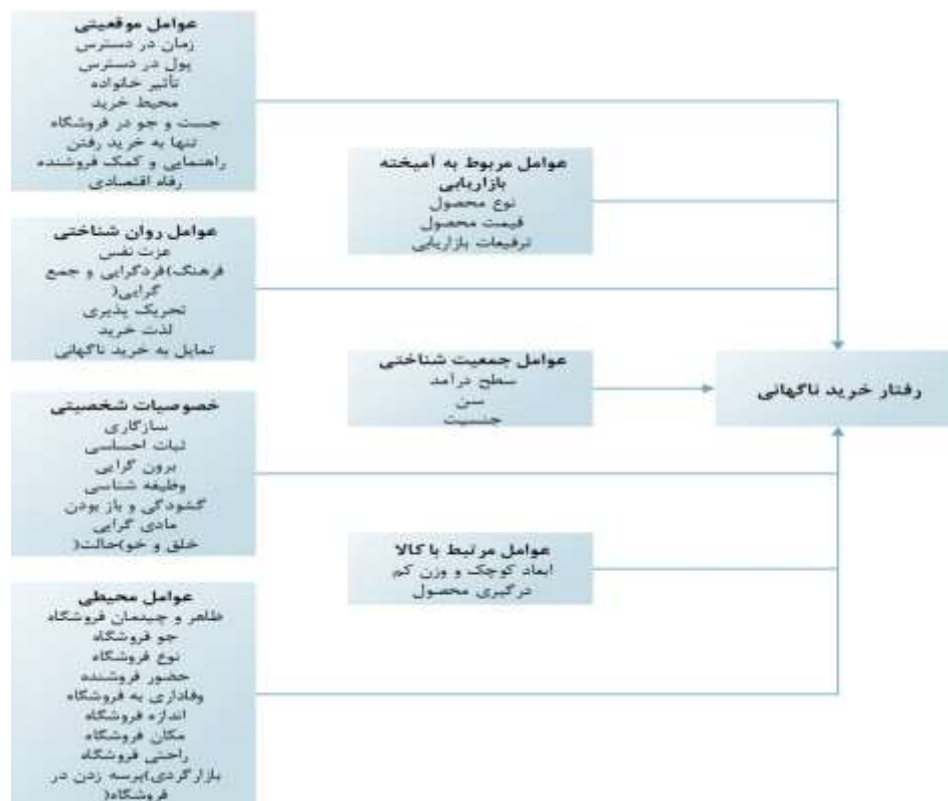 عوامل موقعیتی
زمان در دسترس
پول در دسترس
تأثیر خانواده
محیط خرید
جست و جو در فروشگاه
تنها به خرید رفتن
راهنمایی و کمک فروشنده
رفاه اقتصادی
عوامل روان شناختی
عزت نفس
فرهنگ)فردگرایی و جمع
گرایی(
تحریک پذیری
لذت خرید
تمایل به خرید ناگهانی
خصوصیات شخصیتی
سازگاری
ثبات احساسی
برون گرایی
وظیفه شناسی
گشودگی و باز بودن
مادی گرایی
خلق و خو)حالت(
عوامل محیطی
ظاهر و چیدمان فروشگاه
جو فروشگاه
نوع فروشگاه
حضور فروشنده
وفاداری به فروشگاه
اندازه فروشگاه
مکان فروشگاه
راحتی فروشگاه
بازارگردی)پرسه زدن در
فروشگاه(
عوامل مربوط به آمیخته
بازاریابی
نوع محصول
قیمت محصول
ترفیعات بازاریابی
عوامل جمعیت شناختی
سطح درآمد
سن
جنسیت
عوامل مرتبط با کالا
ابعاد کوچک و وزن کم
درگیری محصول
رفتار خرید ناگهانی